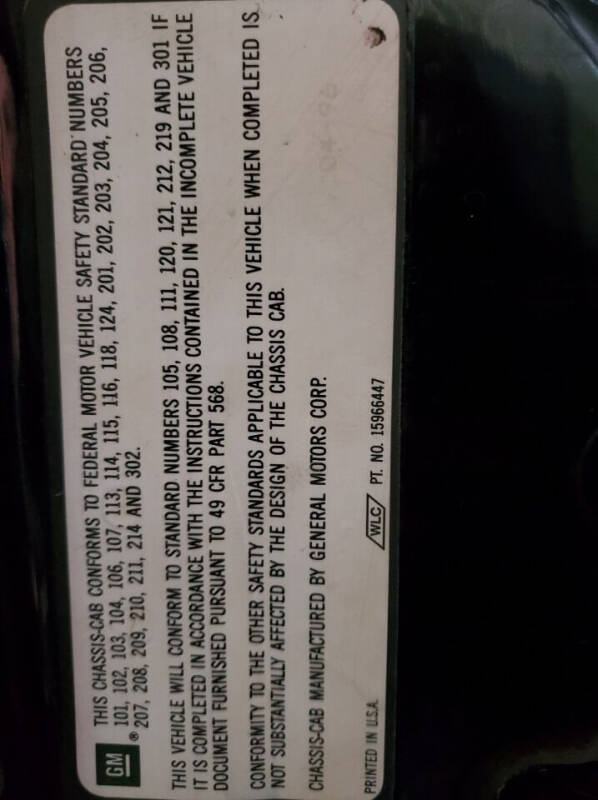 GM
THIS CHASSIS-CAB CONFORMS TO FEDERAL MOTOR VEHICLE SAFETY STANDARD NUMBERS
101, 102, 103, 104, 106, 107, 113, 114, 115, 116, 118, 124, 201, 202, 203, 204, 205, 206,
® 207, 208, 209, 210, 211, 214 AND 302.
THIS VEHICLE WILL CONFORM TO STANDARD NUMBERS 105, 108, 111, 120, 121, 212, 219 AND 301 IF
IT IS COMPLETED IN ACCORDANCE WITH THE INSTRUCTIONS CONTAINED IN THE INCOMPLETE VEHICLE
DOCUMENT FURNISHED PURSUANT TO 49 CFR PART 568.
CONFORMITY TO THE OTHER SAFETY STANDARDS APPLICABLE TO THIS VEHICLE WHEN COMPLETED IS
NOT SUBSTANTIALLY AFFECTED BY THE DESIGN OF THE CHASSIS CAB.
CHASSIS-CAB MANUFACTURED BY GENERAL MOTORS CORP.
PRINTED IN U.S.A. WLC PT. NO. 15966447